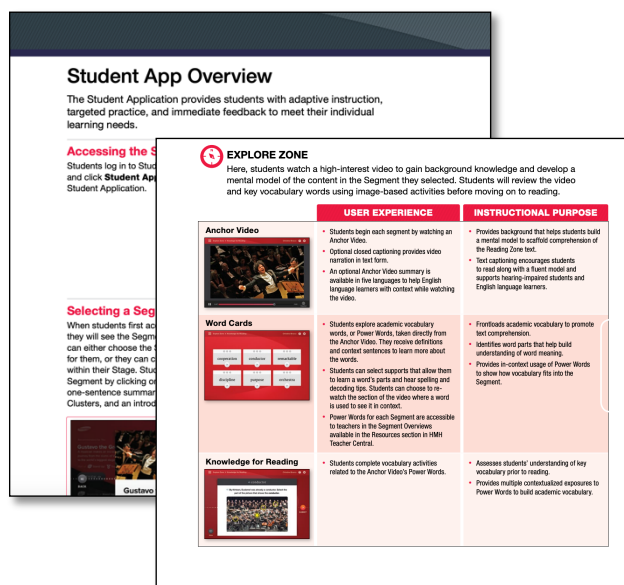 Student App Overview
The Student Application provides students with adaptive instruction,
targeted practice, and immediate feedback to meet their individual
learning needs.
Accessing the S
Students log in to Stud
and click Student App
Student Application.
Selecting a Seg
When students first ac
they will see the Segm
can either choose the
for them, or they can c
within their Stage. Stud
Segment by clicking or
one-sentence summar
Clusters, and an introd
Gustavo
EXPLORE ZONE
Here, students watch a high-interest video to gain background knowledge and develop a
mental model of the content in the Segment they selected. Students will review the video
and key vocabulary words using image-based activities before moving on to reading.
USER EXPERIENCE
INSTRUCTIONAL PURPOSE
Anchor Video
• Students begin each segment by watching an
Anchor Video.
• Optional closed captioning provides video
narration in text form.
• An optional Anchor Video summary is
available in five languages to help English
language learners with context while watching
the video.
• Provides background that helps students build
a mental model to scaffold comprehension of
the Reading Zone text.
• Text captioning encourages students
to read along with a fluent model and
supports hearing-impaired students and
English language learners.
Word Cards
cooperation
conductor
remarkable
discipline
purpose
orchestra
• Students explore academic vocabulary
words, or Power Words, taken directly from
the Anchor Video. They receive definitions
and context sentences to learn more about
the words.
• Students can select supports that allow them
to learn a word's parts and hear spelling and
decoding tips. Students can choose to re-
watch the section of the video where a word
is used to see it in context.
• Power Words for each Segment are accessible
to teachers in the Segment Overviews
available in the Resources section in HMH
Teacher Central.
• Frontloads academic vocabulary to promote
text comprehension.
• Identifies word parts that help build
understanding of word meaning.
• Provides in-context usage of Power Words
to show how vocabulary fits into the
Segment.
Knowledge for Reading
• Students complete vocabulary activities
related to the Anchor Video's Power Words.
• Assesses students' understanding of key
vocabulary prior to reading.
• Provides multiple contextualized exposures to
Power Words to build academic vocabulary.